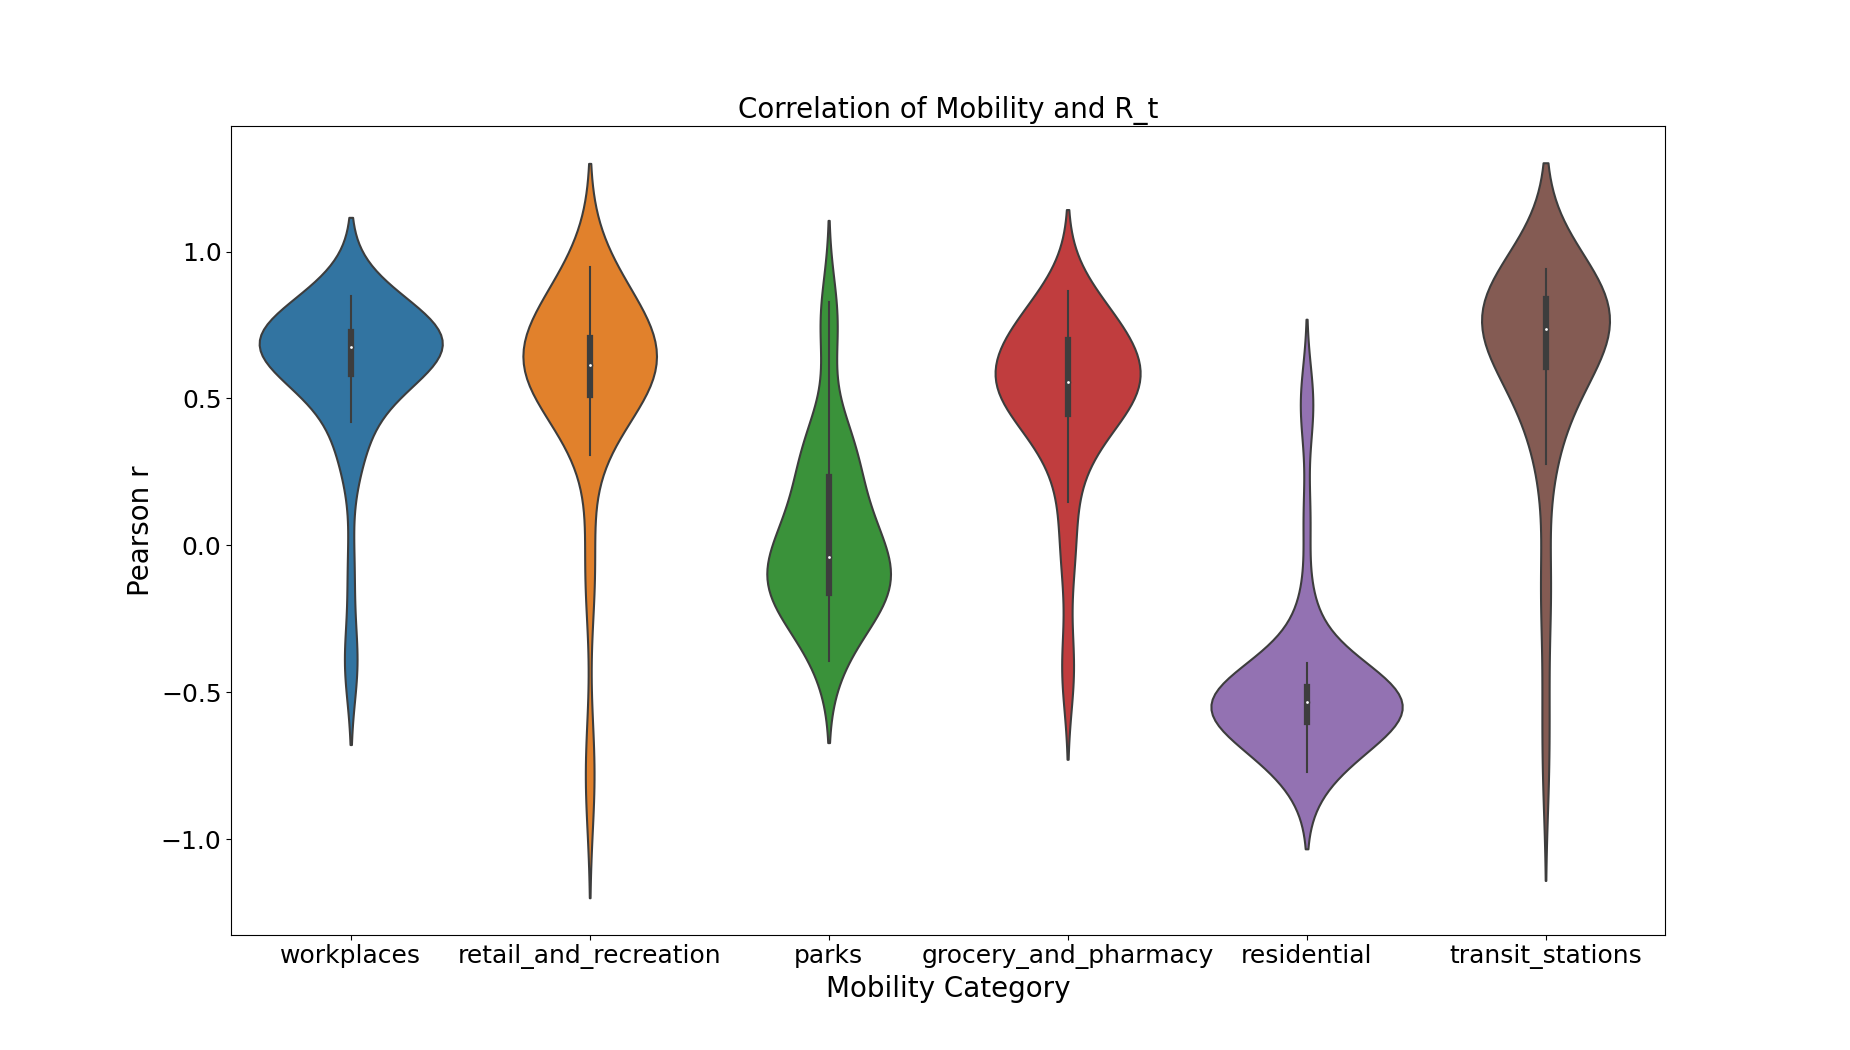 Correlation of Mobility and R_t
Pearson r
1.0
0.5
0.0
−0.5
−1.0
workplaces retail_and_recreation parks grocery_and_pharmacy residential transit_stations
Mobility Category